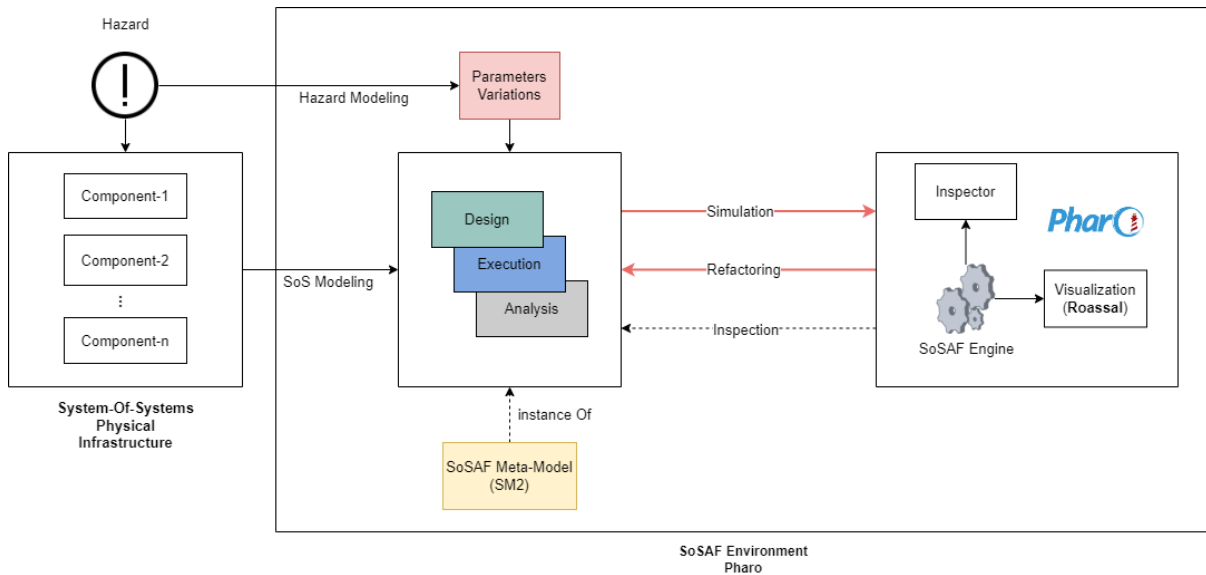 Hazard
Hazard Modeling
Parameters
Variations
Component-1
Component-2
⋮
Component-n
System-Of-Systems
Physical
Infrastructure
SoS Modeling
Design
Execution
Analysis
Simulation
Refactoring
Inspection
instance Of
SoSAF Meta-Model
(SM2)
Inspector
Pharo
Visualization
(Roassal)
SoSAF Engine
SoSAF Environment
Pharo